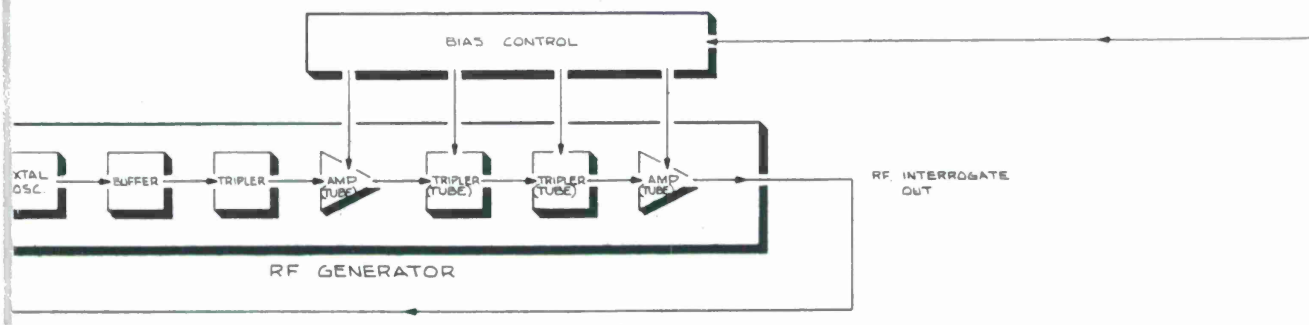 BIAS CONTROL
XTAL
OSC.
BUFFER
TRIPLER
AMP
(TUBE)
TRIPLER
(TUBE)
TRIPLER
(TUBE)
AMP
(TUBE)
RF INTERROGATE
OUT
RF GENERATOR